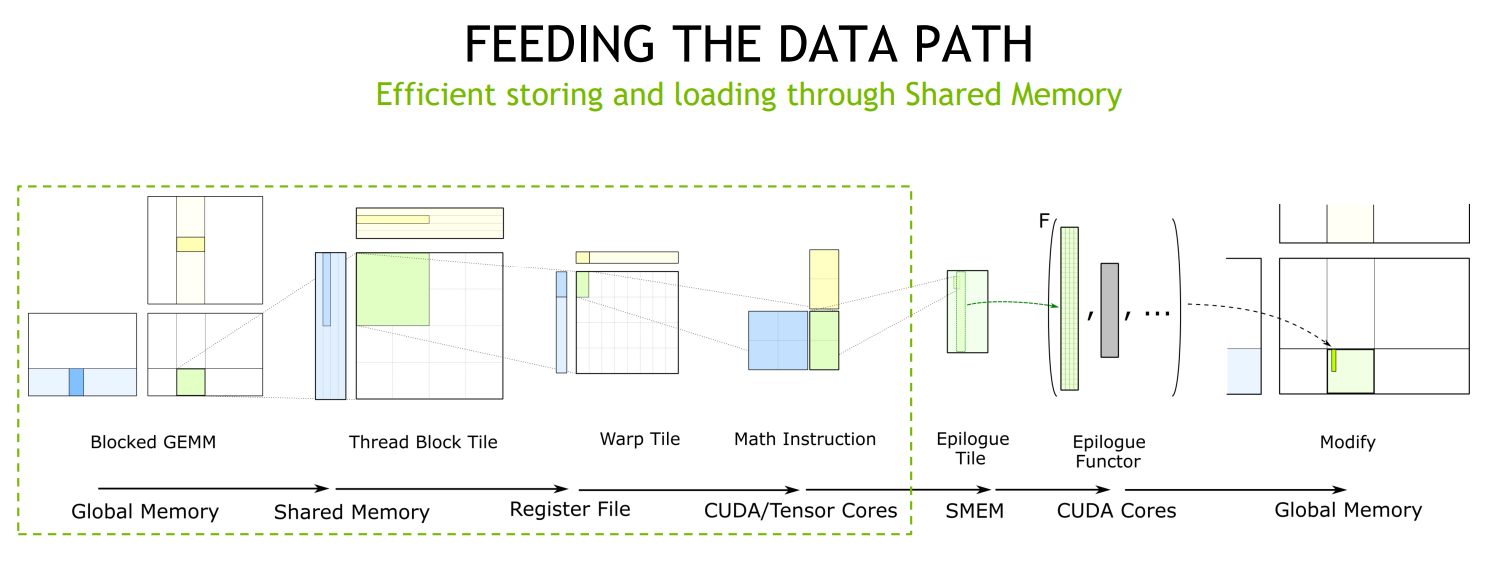 FEEDING THE DATA PATH
Efficient storing and loading through Shared Memory
F
, , ...
Blocked GEMM
Thread Block Tile
Warp Tile
Math Instruction
Epilogue
Tile
Epilogue
Functor
Modify
Global Memory
Shared Memory
Register File
CUDA/Tensor Cores
SMEM
CUDA Cores
Global Memory